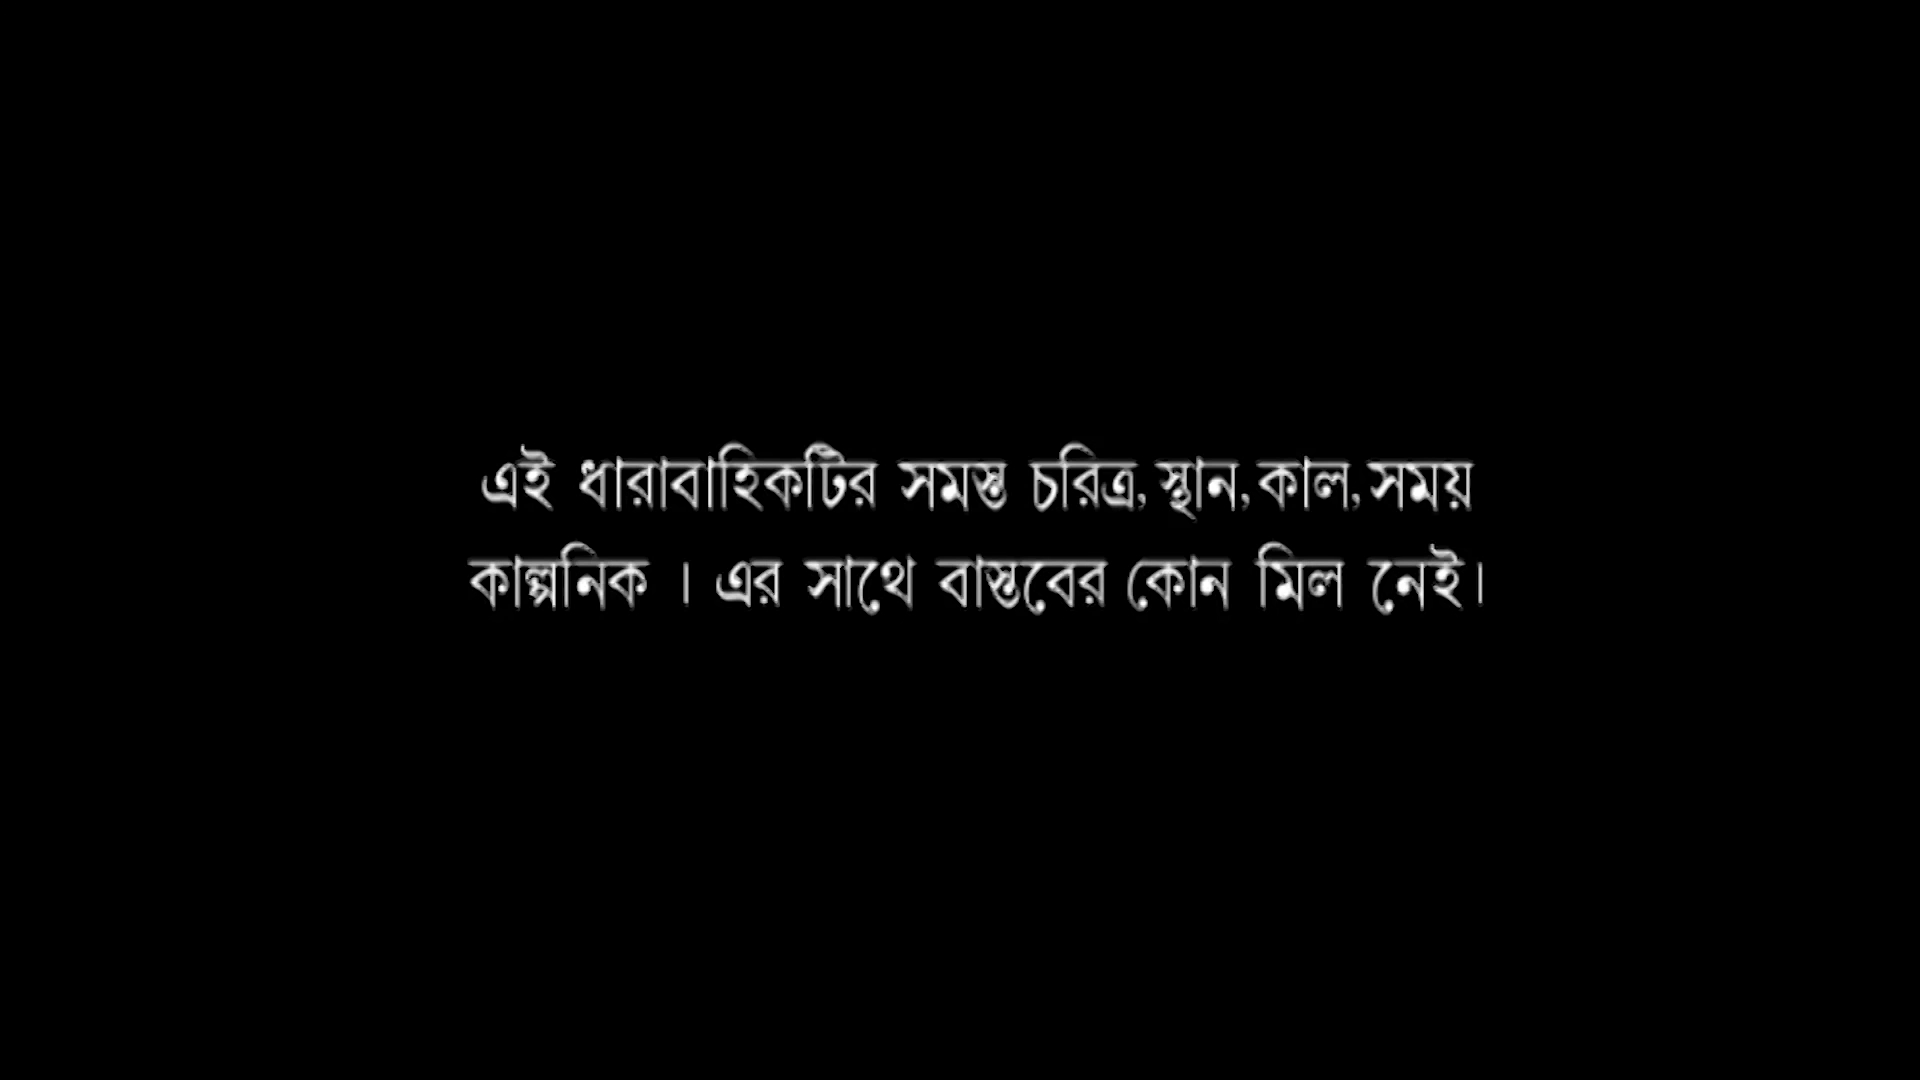 এই ধারাবাহিকটির সমস্ত চরিত্র, স্থান, কাল, সময়
কাল্পনিক । এর সাথে বাস্তবের কোন মিল নেই।